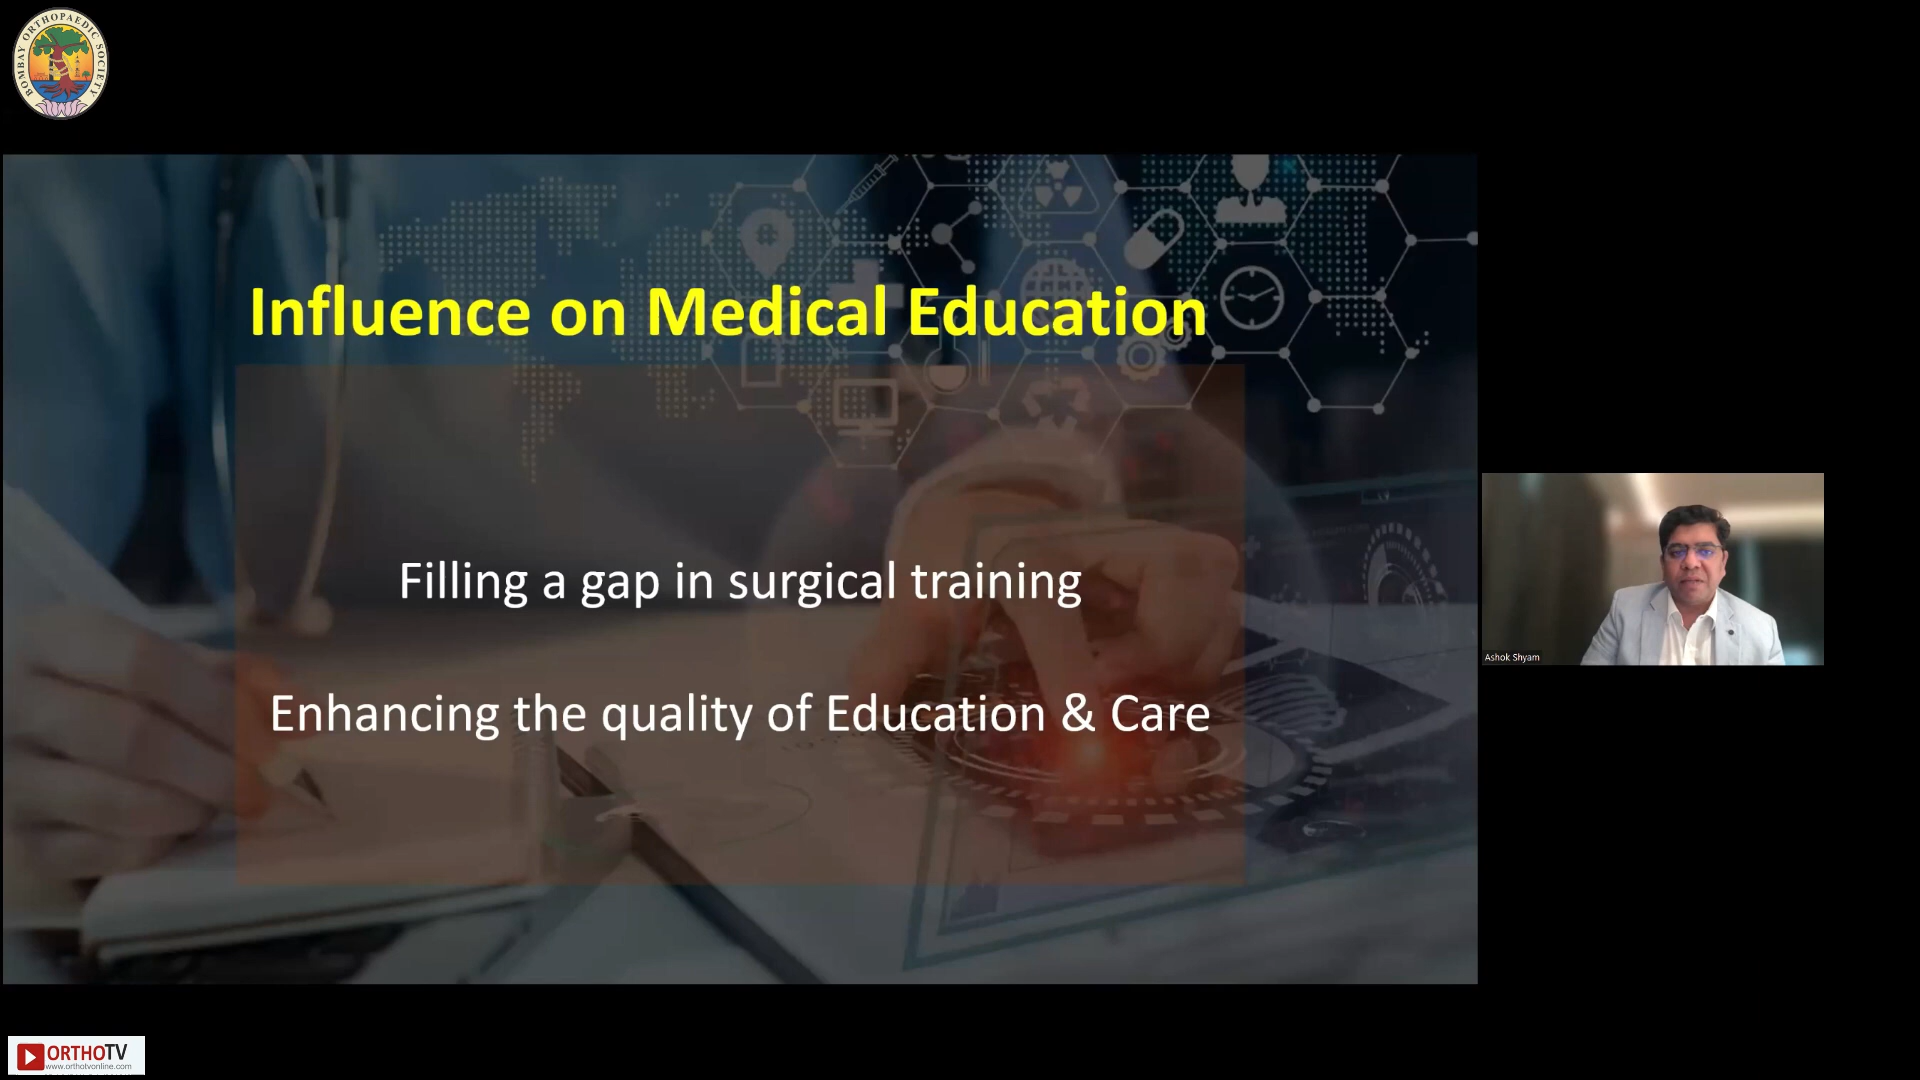 BOMBAY ORTHOPAEDIC SOCIETY
Influence on Medical Education
Filling a gap in surgical training
Enhancing the quality of Education & Care
Ashok Shyam
ORTHOTV
www.orthotvonline.com